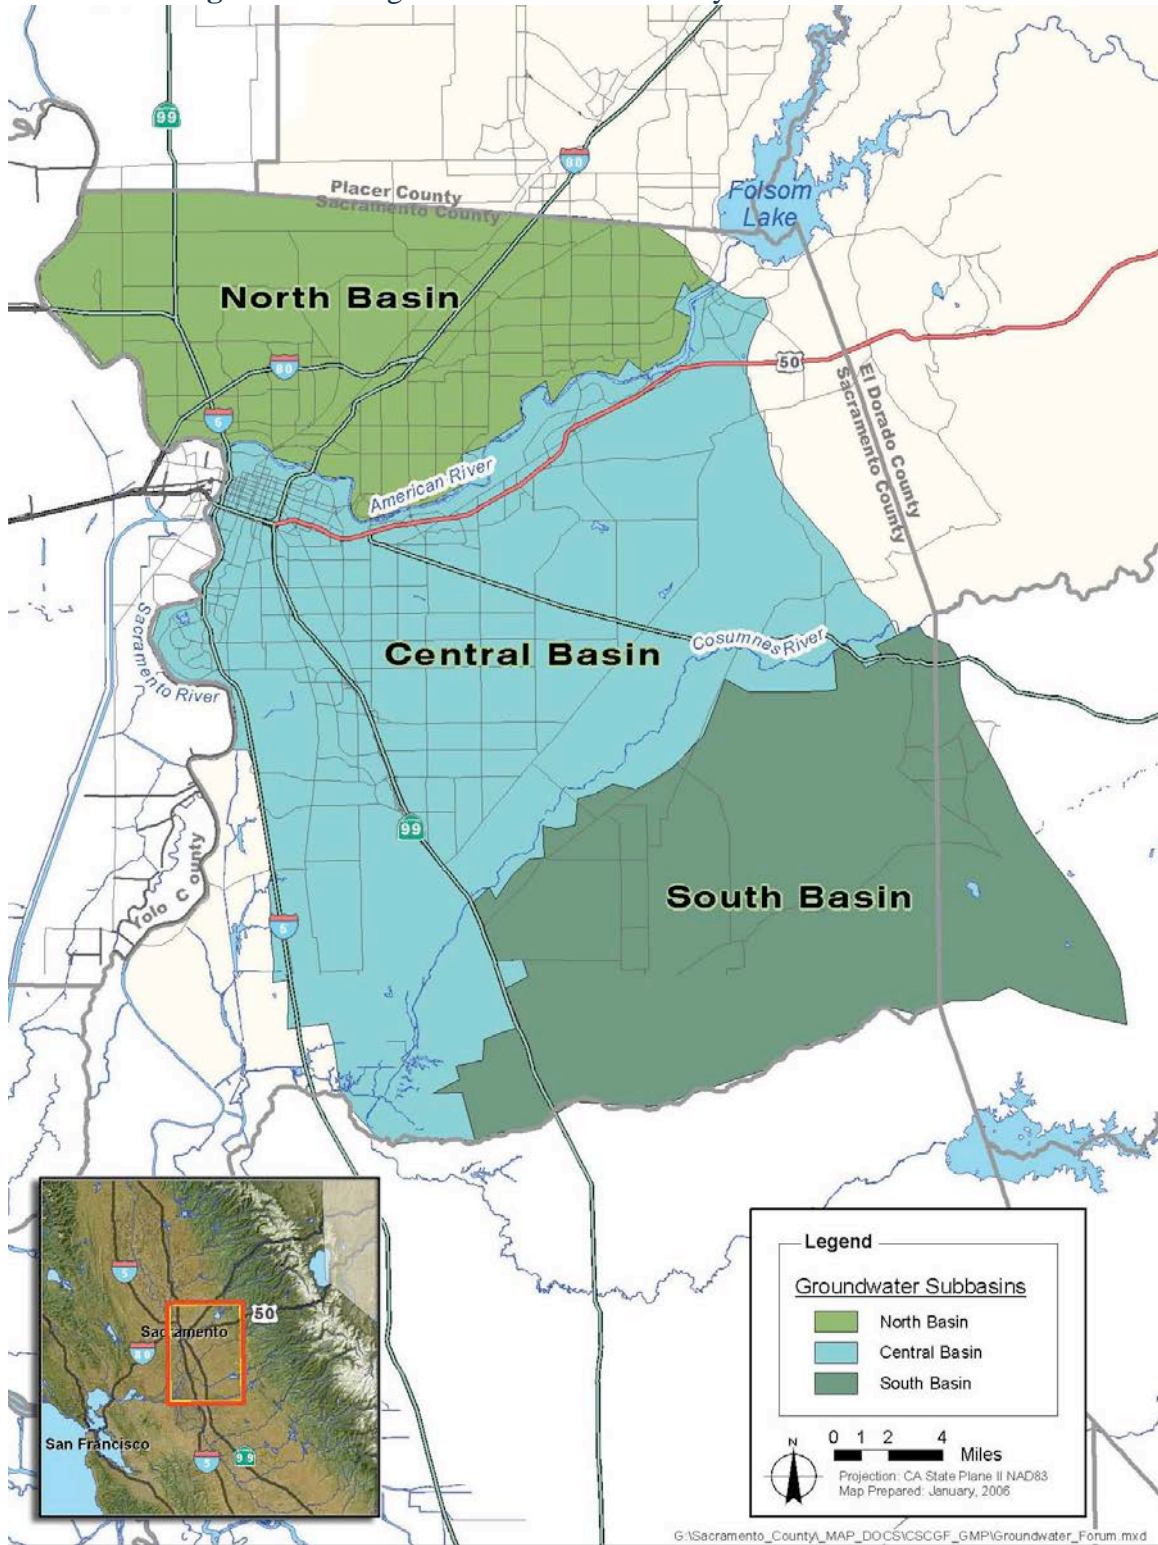 99
80
Placer County
Sacramento County
Folsom
Lake
North Basin
80
50
5
El Dorado County
Sacramento County
American River
Central Basin
Cosumnes River
Sacramento River
99
Yolo County
South Basin
5
Legend
Groundwater Subbasins
North Basin
Central Basin
South Basin
5
50
Sacramento
80
San Francisco
5
99
N
0 1 2 4
Miles
Projection: CA State Plane II NAD83
Map Prepared: January, 2006
G:\Sacramento_County\_MAP_DOCS\CSCGF_GMP\Groundwater_Forum.mxd